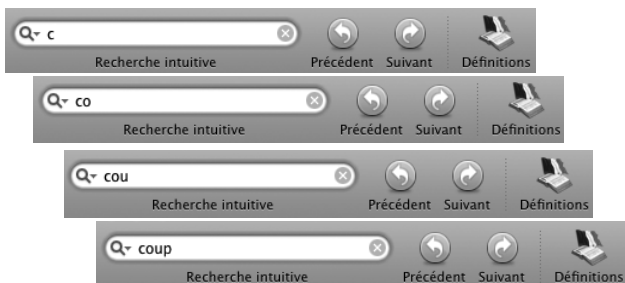 c
Recherche intuitive Précédent Suivant Définitions
co
Recherche intuitive Précédent Suivant Définitions
cou
Recherche intuitive Précédent Suivant Définitions
coup
Recherche intuitive Précédent Suivant Définitions